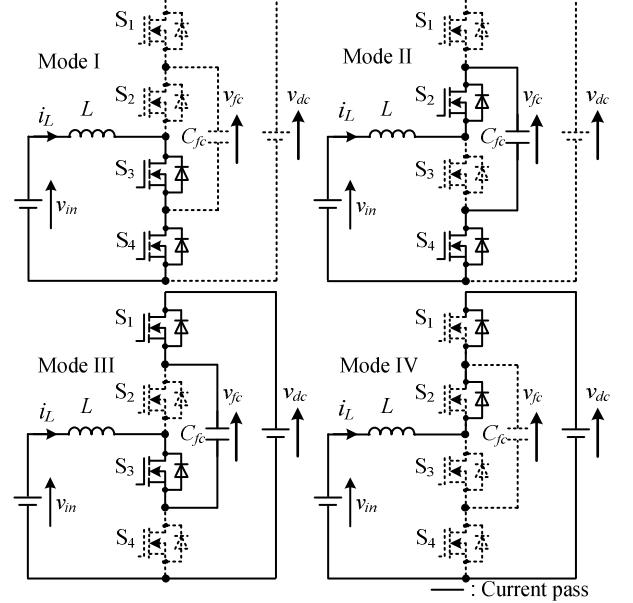 Mode I
S1
S2
S3
S4
iL
L
vin
Cfc
vfc
vdc
Mode II
S1
S2
S3
S4
iL
L
vin
Cfc
vfc
vdc
Mode III
S1
S2
S3
S4
iL
L
vin
Cfc
vfc
vdc
Mode IV
S1
S2
S3
S4
iL
L
vin
Cfc
vfc
vdc
: Current pass